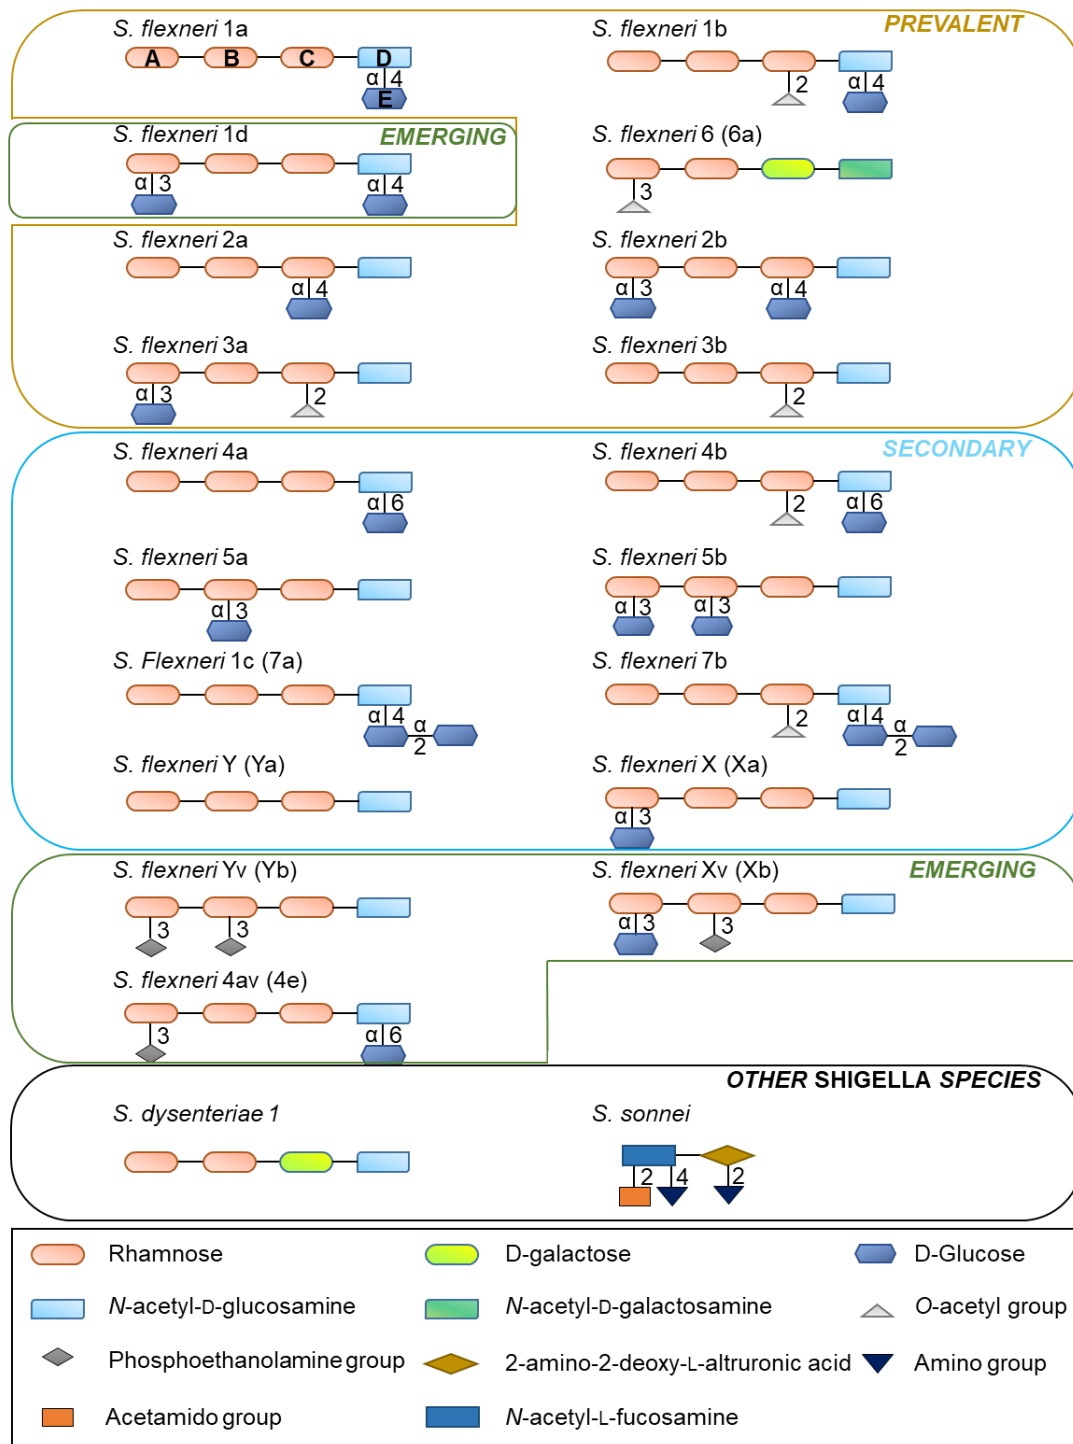 PREVALENT
S. flexneri 1a
S. flexneri 1b
A B C D
α 4
E
2 α 4
EMERGING
S. flexneri 1d
S. flexneri 6 (6a)
α 3 α 4
3
S. flexneri 2a
S. flexneri 2b
α 4
α 3 α 4
S. flexneri 3a
S. flexneri 3b
α 3 2
2
SECONDARY
S. flexneri 4a
S. flexneri 4b
α 6
2 α 6
S. flexneri 5a
S. flexneri 5b
α 3
α 3 α 3
S. Flexneri 1c (7a)
S. flexneri 7b
α 4 α 2
2 α 4 α 2
S. flexneri Y (Ya)
S. flexneri X (Xa)
α 3
EMERGING
S. flexneri Yv (Yb)
S. flexneri Xv (Xb)
3 3
α 3 3
S. flexneri 4av (4e)
3 α 6
OTHER SHIGELLA SPECIES
S. dysenteriae 1
S. sonnei
2 4 2
Rhamnose
D-galactose
D-Glucose
N-acetyl-D-glucosamine
N-acetyl-D-galactosamine
O-acetyl group
Phosphoethanolamine group
2-amino-2-deoxy-L-altruronic acid
Amino group
Acetamido group
N-acetyl-L-fucosamine